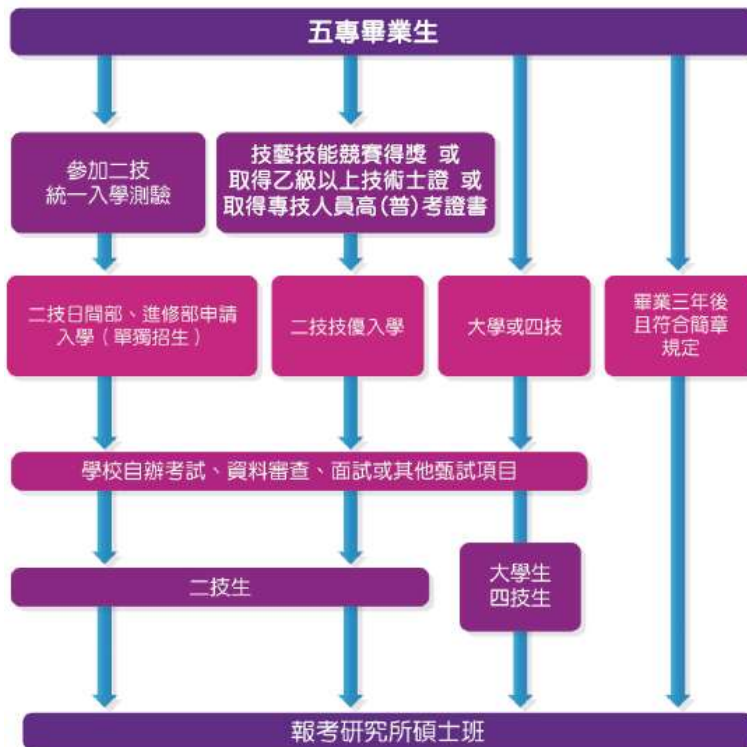 五專畢業生
參加二技
統一入學測驗
技藝技能競賽得獎 或
取得乙級以上技術士證 或
取得專技人員高(普)考證書
二技日間部、進修部申請
入學(單獨招生)
二技技優入學
大學或四技
畢業三年後
且符合簡章
規定
學校自辦考試、資料審查、面試或其他甄試項目
二技生
大學生
四技生
報考研究所碩士班